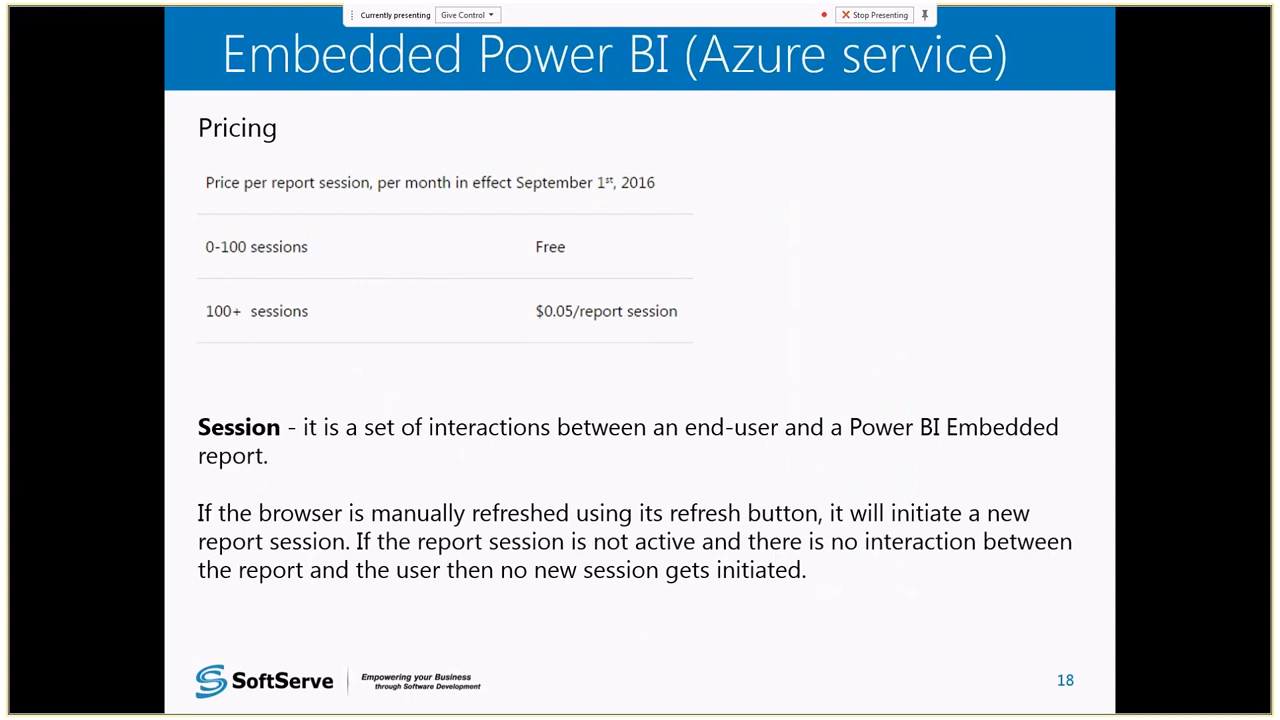 Currently presenting Give Control Stop Presenting
Embedded Power BI (Azure service)
Pricing
Price per report session, per month in effect September 1st, 2016
0-100 sessions Free
100+ sessions $0.05/report session
Session - it is a set of interactions between an end-user and a Power BI Embedded
report.
If the browser is manually refreshed using its refresh button, it will initiate a new
report session. If the report session is not active and there is no interaction between
the report and the user then no new session gets initiated.
SoftServe
Empowering your Business
through Software Development
18